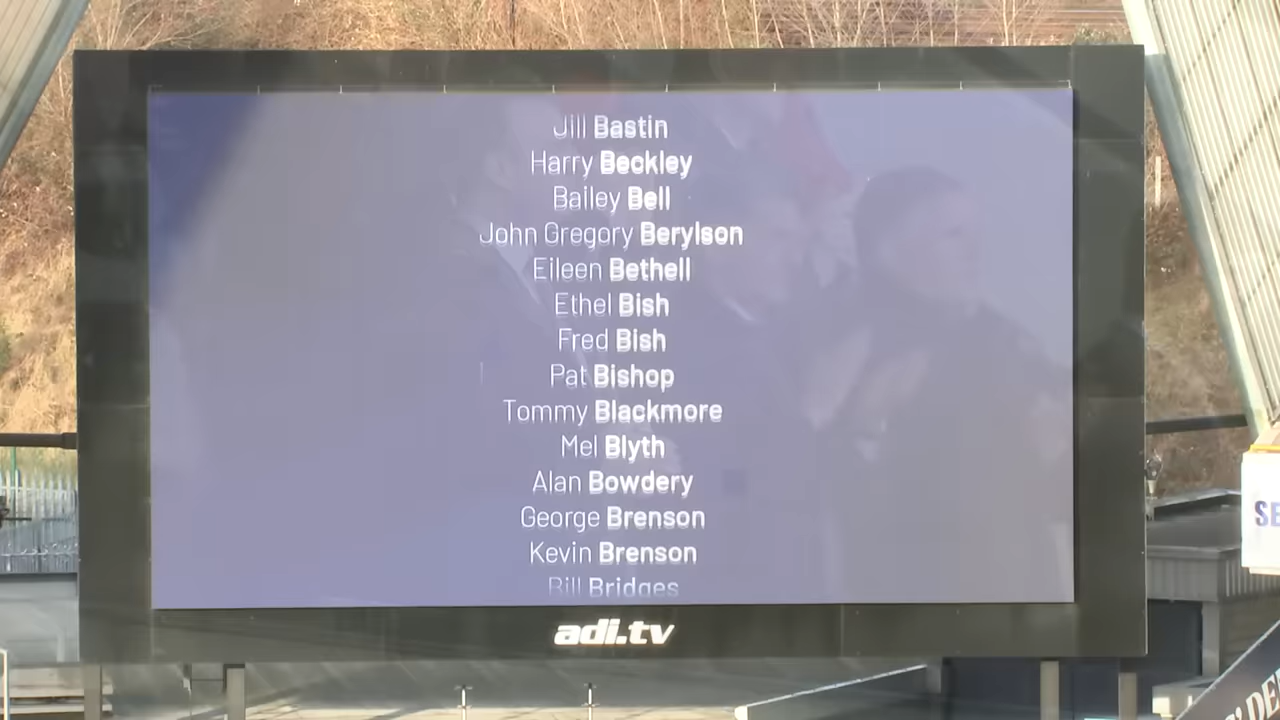 Jill Bastin
Harry Beckley
Bailey Bell
John Gregory Berylson
Eileen Bethell
Ethel Bish
Fred Bish
Pat Bishop
Tommy Blackmore
Mel Blyth
Alan Bowdery
George Brenson
Kevin Brenson
Bill Bridges
adi.tv